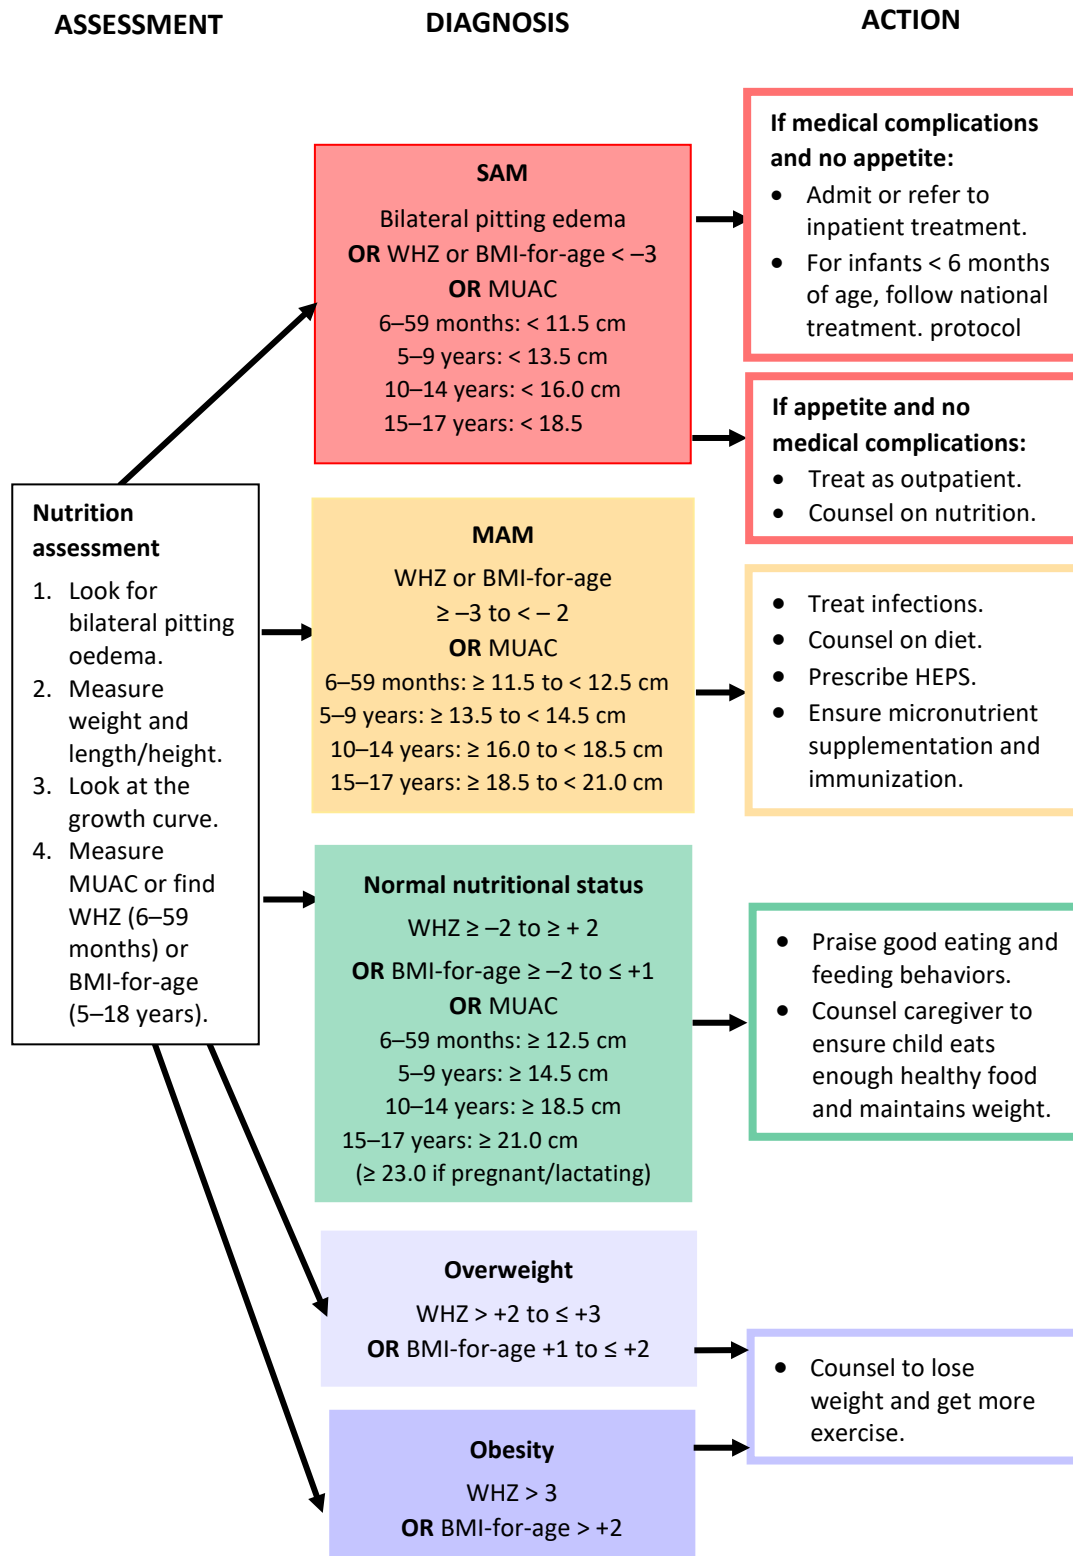 ASSESSMENT
DIAGNOSIS
ACTION
Nutrition
assessment
1. Look for
bilateral pitting
oedema.
2. Measure
weight and
length/height.
3. Look at the
growth curve.
4. Measure
MUAC or find
WHZ (6–59
months) or
BMI-for-age
(5–18 years).
SAM
Bilateral pitting edema
OR WHZ or BMI-for-age < –3
OR MUAC
6–59 months: < 11.5 cm
5–9 years: < 13.5 cm
10–14 years: < 16.0 cm
15–17 years: < 18.5
If medical complications
and no appetite:
• Admit or refer to
inpatient treatment.
• For infants < 6 months
of age, follow national
treatment. protocol
If appetite and no
medical complications:
• Treat as outpatient.
• Counsel on nutrition.
MAM
WHZ or BMI-for-age
≥ –3 to < – 2
OR MUAC
6–59 months: ≥ 11.5 to < 12.5 cm
5–9 years: ≥ 13.5 to < 14.5 cm
10–14 years: ≥ 16.0 to < 18.5 cm
15–17 years: ≥ 18.5 to < 21.0 cm
• Treat infections.
• Counsel on diet.
• Prescribe HEPS.
• Ensure micronutrient
supplementation and
immunization.
Normal nutritional status
WHZ ≥ –2 to ≥ + 2
OR BMI-for-age ≥ –2 to ≤ +1
OR MUAC
6–59 months: ≥ 12.5 cm
5–9 years: ≥ 14.5 cm
10–14 years: ≥ 18.5 cm
15–17 years: ≥ 21.0 cm
(≥ 23.0 if pregnant/lactating)
• Praise good eating and
feeding behaviors.
• Counsel caregiver to
ensure child eats
enough healthy food
and maintains weight.
Overweight
WHZ > +2 to ≤ +3
OR BMI-for-age +1 to ≤ +2
Obesity
WHZ > 3
OR BMI-for-age > +2
• Counsel to lose
weight and get more
exercise.